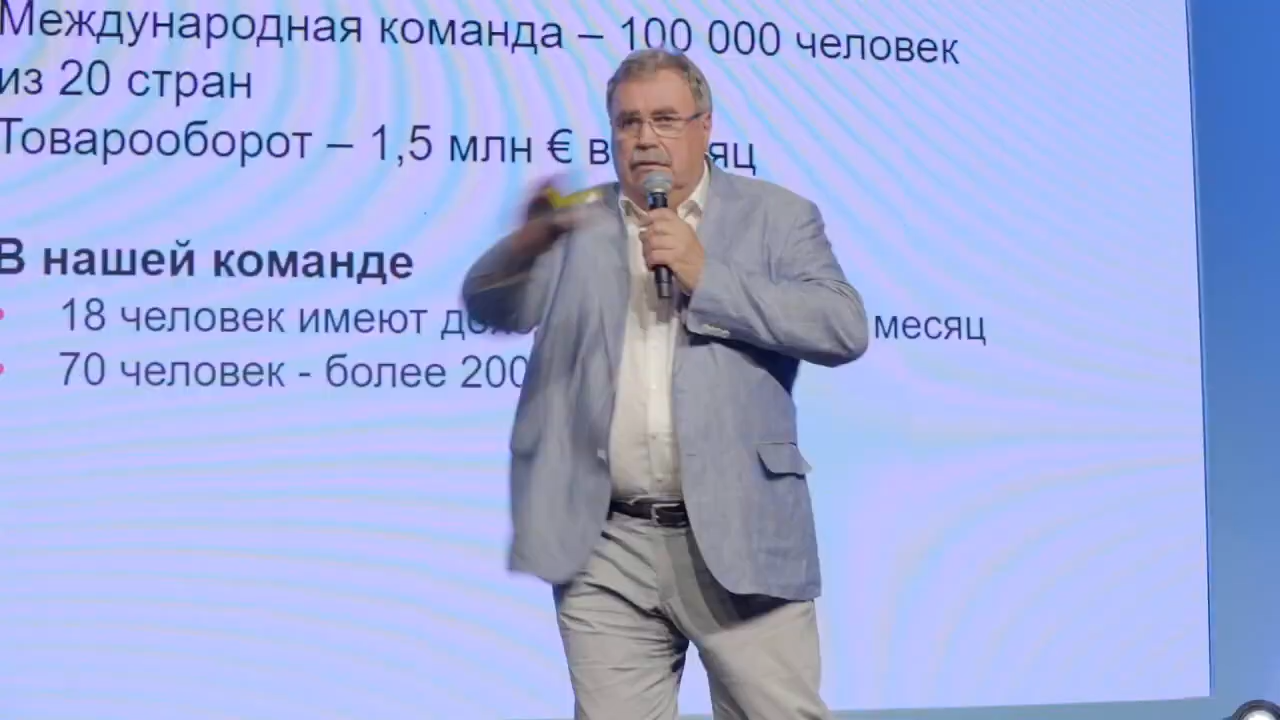 Международная команда – 100 000 человек
из 20 стран
Товарооборот – 1,5 млн € в
В нашей команде
18 человек имеют месяц
70 человек - более 200